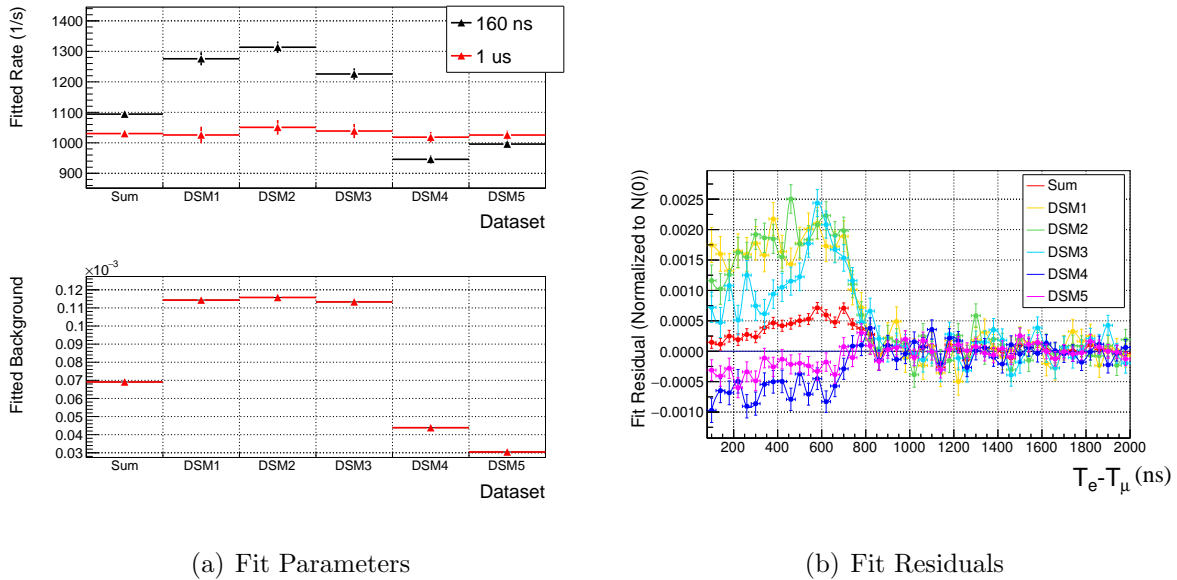 Fitted Rate (1/s)
1400
1300
1200
1100
1000
900
160 ns
1 us
Sum DSM1 DSM2 DSM3 DSM4 DSM5
Dataset
Fitted Background
×10⁻³
0.12
0.11
0.1
0.09
0.08
0.07
0.06
0.05
0.04
0.03
Sum DSM1 DSM2 DSM3 DSM4 DSM5
Dataset
(a) Fit Parameters
Fit Residual (Normalized to N(0))
0.0025
0.0020
0.0015
0.0010
0.0005
0.0000
−0.0005
−0.0010
Sum
DSM1
DSM2
DSM3
DSM4
DSM5
200 400 600 800 1000 1200 1400 1600 1800 2000
Tₑ-T_μ (ns)
(b) Fit Residuals